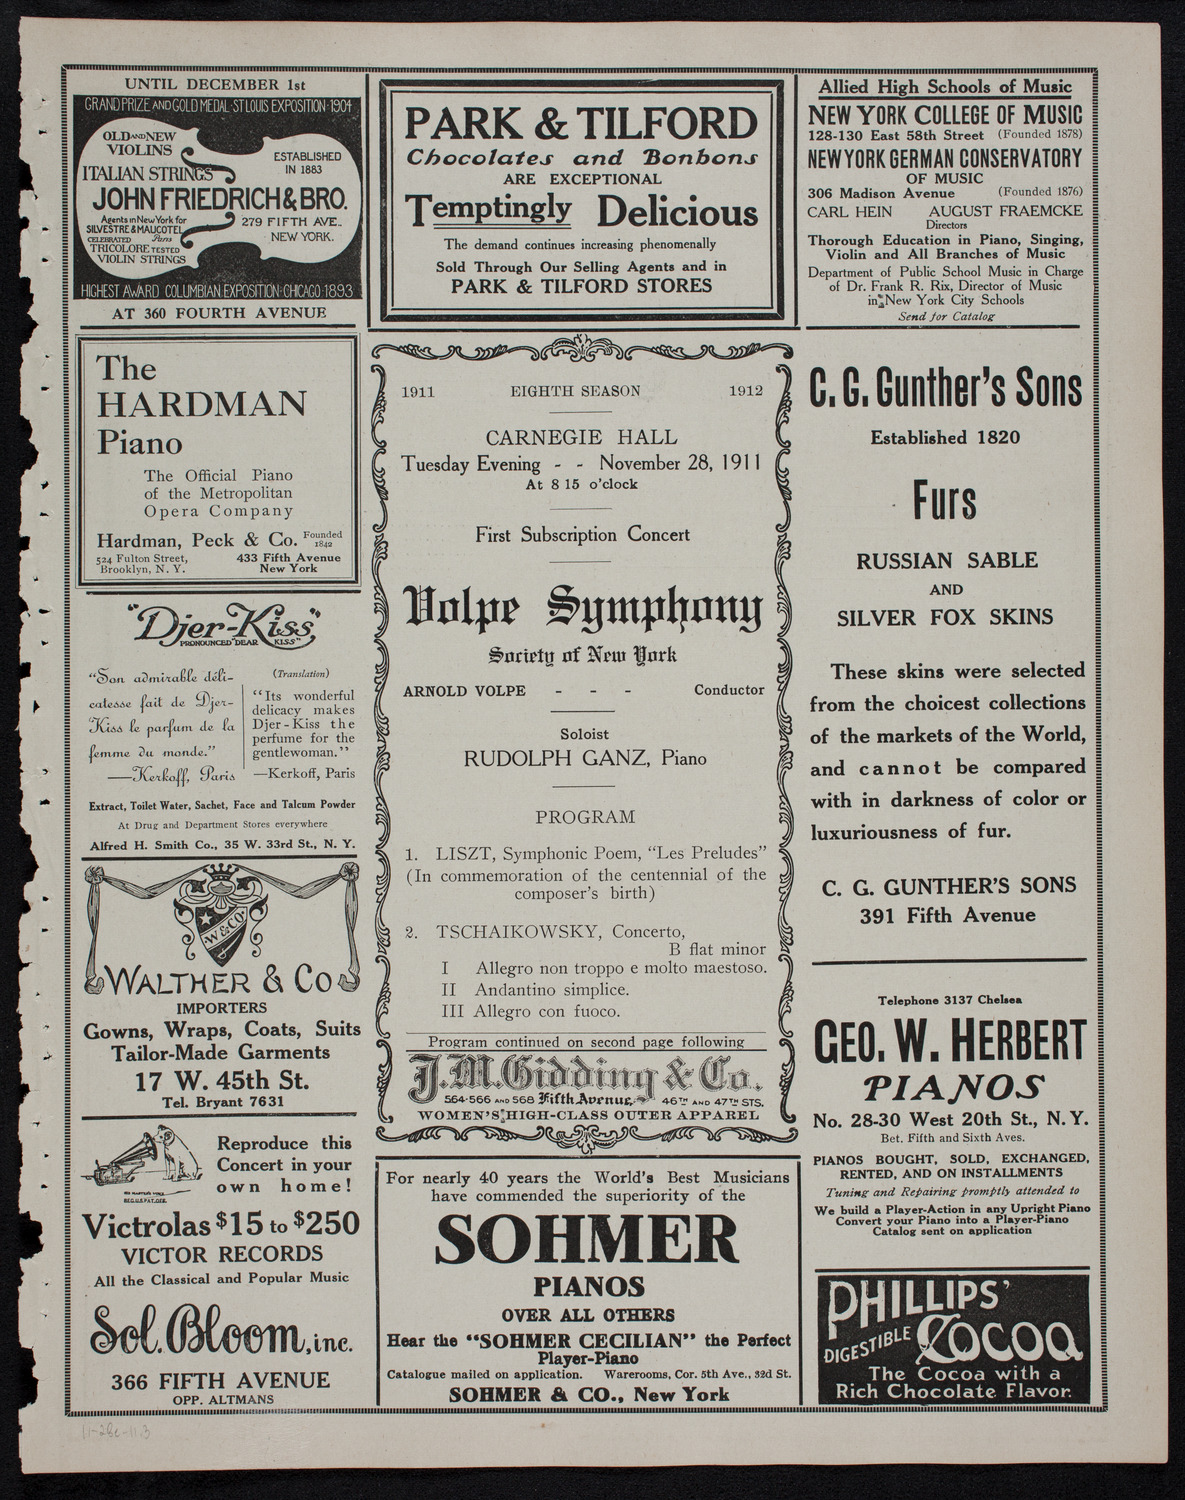 UNTIL DECEMBER 1st
GRAND PRIZE AND GOLD MEDAL ST LOUIS EXPOSITION 1904
OLD AND NEW
VIOLINS
ITALIAN STRINGS
ESTABLISHED
IN 1883
JOHN FRIEDRICH & BRO.
Agents in New York for
SILVESTRE & MAUCOTEL
CELEBRATED Paris
TRICOLORE TESTED
VIOLIN STRINGS
279 FIFTH AVE.
NEW YORK.
HIGHEST AWARD COLUMBIAN EXPOSITION CHICAGO 1893
AT 360 FOURTH AVENUE
The
HARDMAN
Piano
The Official Piano
of the Metropolitan
Opera Company
Hardman, Peck & Co. Founded 1842
524 Fulton Street,
Brooklyn, N. Y.
433 Fifth Avenue
New York
"Djer-Kiss"
PRONOUNCED "DEAR KISS"
"Son admirable déli-
catesse fait de Djer-
Kiss le parfum de la
femme du monde."
—Kerkoff, Paris
(Translation)
"Its wonderful
delicacy makes
Djer-Kiss the
perfume for the
gentlewoman."
—Kerkoff, Paris
Extract, Toilet Water, Sachet, Face and Talcum Powder
At Drug and Department Stores everywhere
Alfred H. Smith Co., 35 W. 33rd St., N. Y.
W & CO
WALTHER & CO
IMPORTERS
Gowns, Wraps, Coats, Suits
Tailor-Made Garments
17 W. 45th St.
Tel. Bryant 7631
HIS MASTER'S VOICE
REG. U.S. PAT. OFF.
Reproduce this
Concert in your
own home!
Victrolas $15 to $250
VICTOR RECORDS
All the Classical and Popular Music
Sol. Bloom, inc.
366 FIFTH AVENUE
OPP. ALTMANS
PARK & TILFORD
Chocolates and Bonbons
ARE EXCEPTIONAL
Temptingly Delicious
The demand continues increasing phenomenally
Sold Through Our Selling Agents and in
PARK & TILFORD STORES
1911 EIGHTH SEASON 1912
CARNEGIE HALL
Tuesday Evening - - November 28, 1911
At 8 15 o'clock
First Subscription Concert
Volpe Symphony
Society of New York
ARNOLD VOLPE - - - Conductor
Soloist
RUDOLPH GANZ, Piano
PROGRAM
1. LISZT, Symphonic Poem, "Les Preludes"
(In commemoration of the centennial of the
composer's birth)
2. TSCHAIKOWSKY, Concerto,
B flat minor
I Allegro non troppo e molto maestoso.
II Andantino simplice.
III Allegro con fuoco.
Program continued on second page following
J. M. Gidding & Co.
564-566 AND 568 Fifth Avenue 46TH AND 47TH STS.
WOMEN'S HIGH-CLASS OUTER APPAREL
For nearly 40 years the World's Best Musicians
have commended the superiority of the
SOHMER
PIANOS
OVER ALL OTHERS
Hear the "SOHMER CECILIAN" the Perfect
Player-Piano
Catalogue mailed on application. Warerooms, Cor. 5th Ave., 32d St.
SOHMER & CO., New York
Allied High Schools of Music
NEW YORK COLLEGE OF MUSIC
128-130 East 58th Street (Founded 1878)
NEW YORK GERMAN CONSERVATORY
OF MUSIC
306 Madison Avenue (Founded 1876)
CARL HEIN AUGUST FRAEMCKE
Directors
Thorough Education in Piano, Singing,
Violin and All Branches of Music
Department of Public School Music in Charge
of Dr. Frank R. Rix, Director of Music
in New York City Schools
Send for Catalog
C. G. Gunther's Sons
Established 1820
Furs
RUSSIAN SABLE
AND
SILVER FOX SKINS
These skins were selected
from the choicest collections
of the markets of the World,
and cannot be compared
with in darkness of color or
luxuriousness of fur.
C. G. GUNTHER'S SONS
391 Fifth Avenue
Telephone 3137 Chelsea
GEO. W. HERBERT
PIANOS
No. 28-30 West 20th St., N. Y.
Bet. Fifth and Sixth Aves.
PIANOS BOUGHT, SOLD, EXCHANGED,
RENTED, AND ON INSTALLMENTS
Tuning and Repairing promptly attended to
We build a Player-Action in any Upright Piano
Convert your Piano into a Player-Piano
Catalog sent on application
PHILLIPS'
DIGESTIBLE COCOA
The Cocoa with a
Rich Chocolate Flavor.